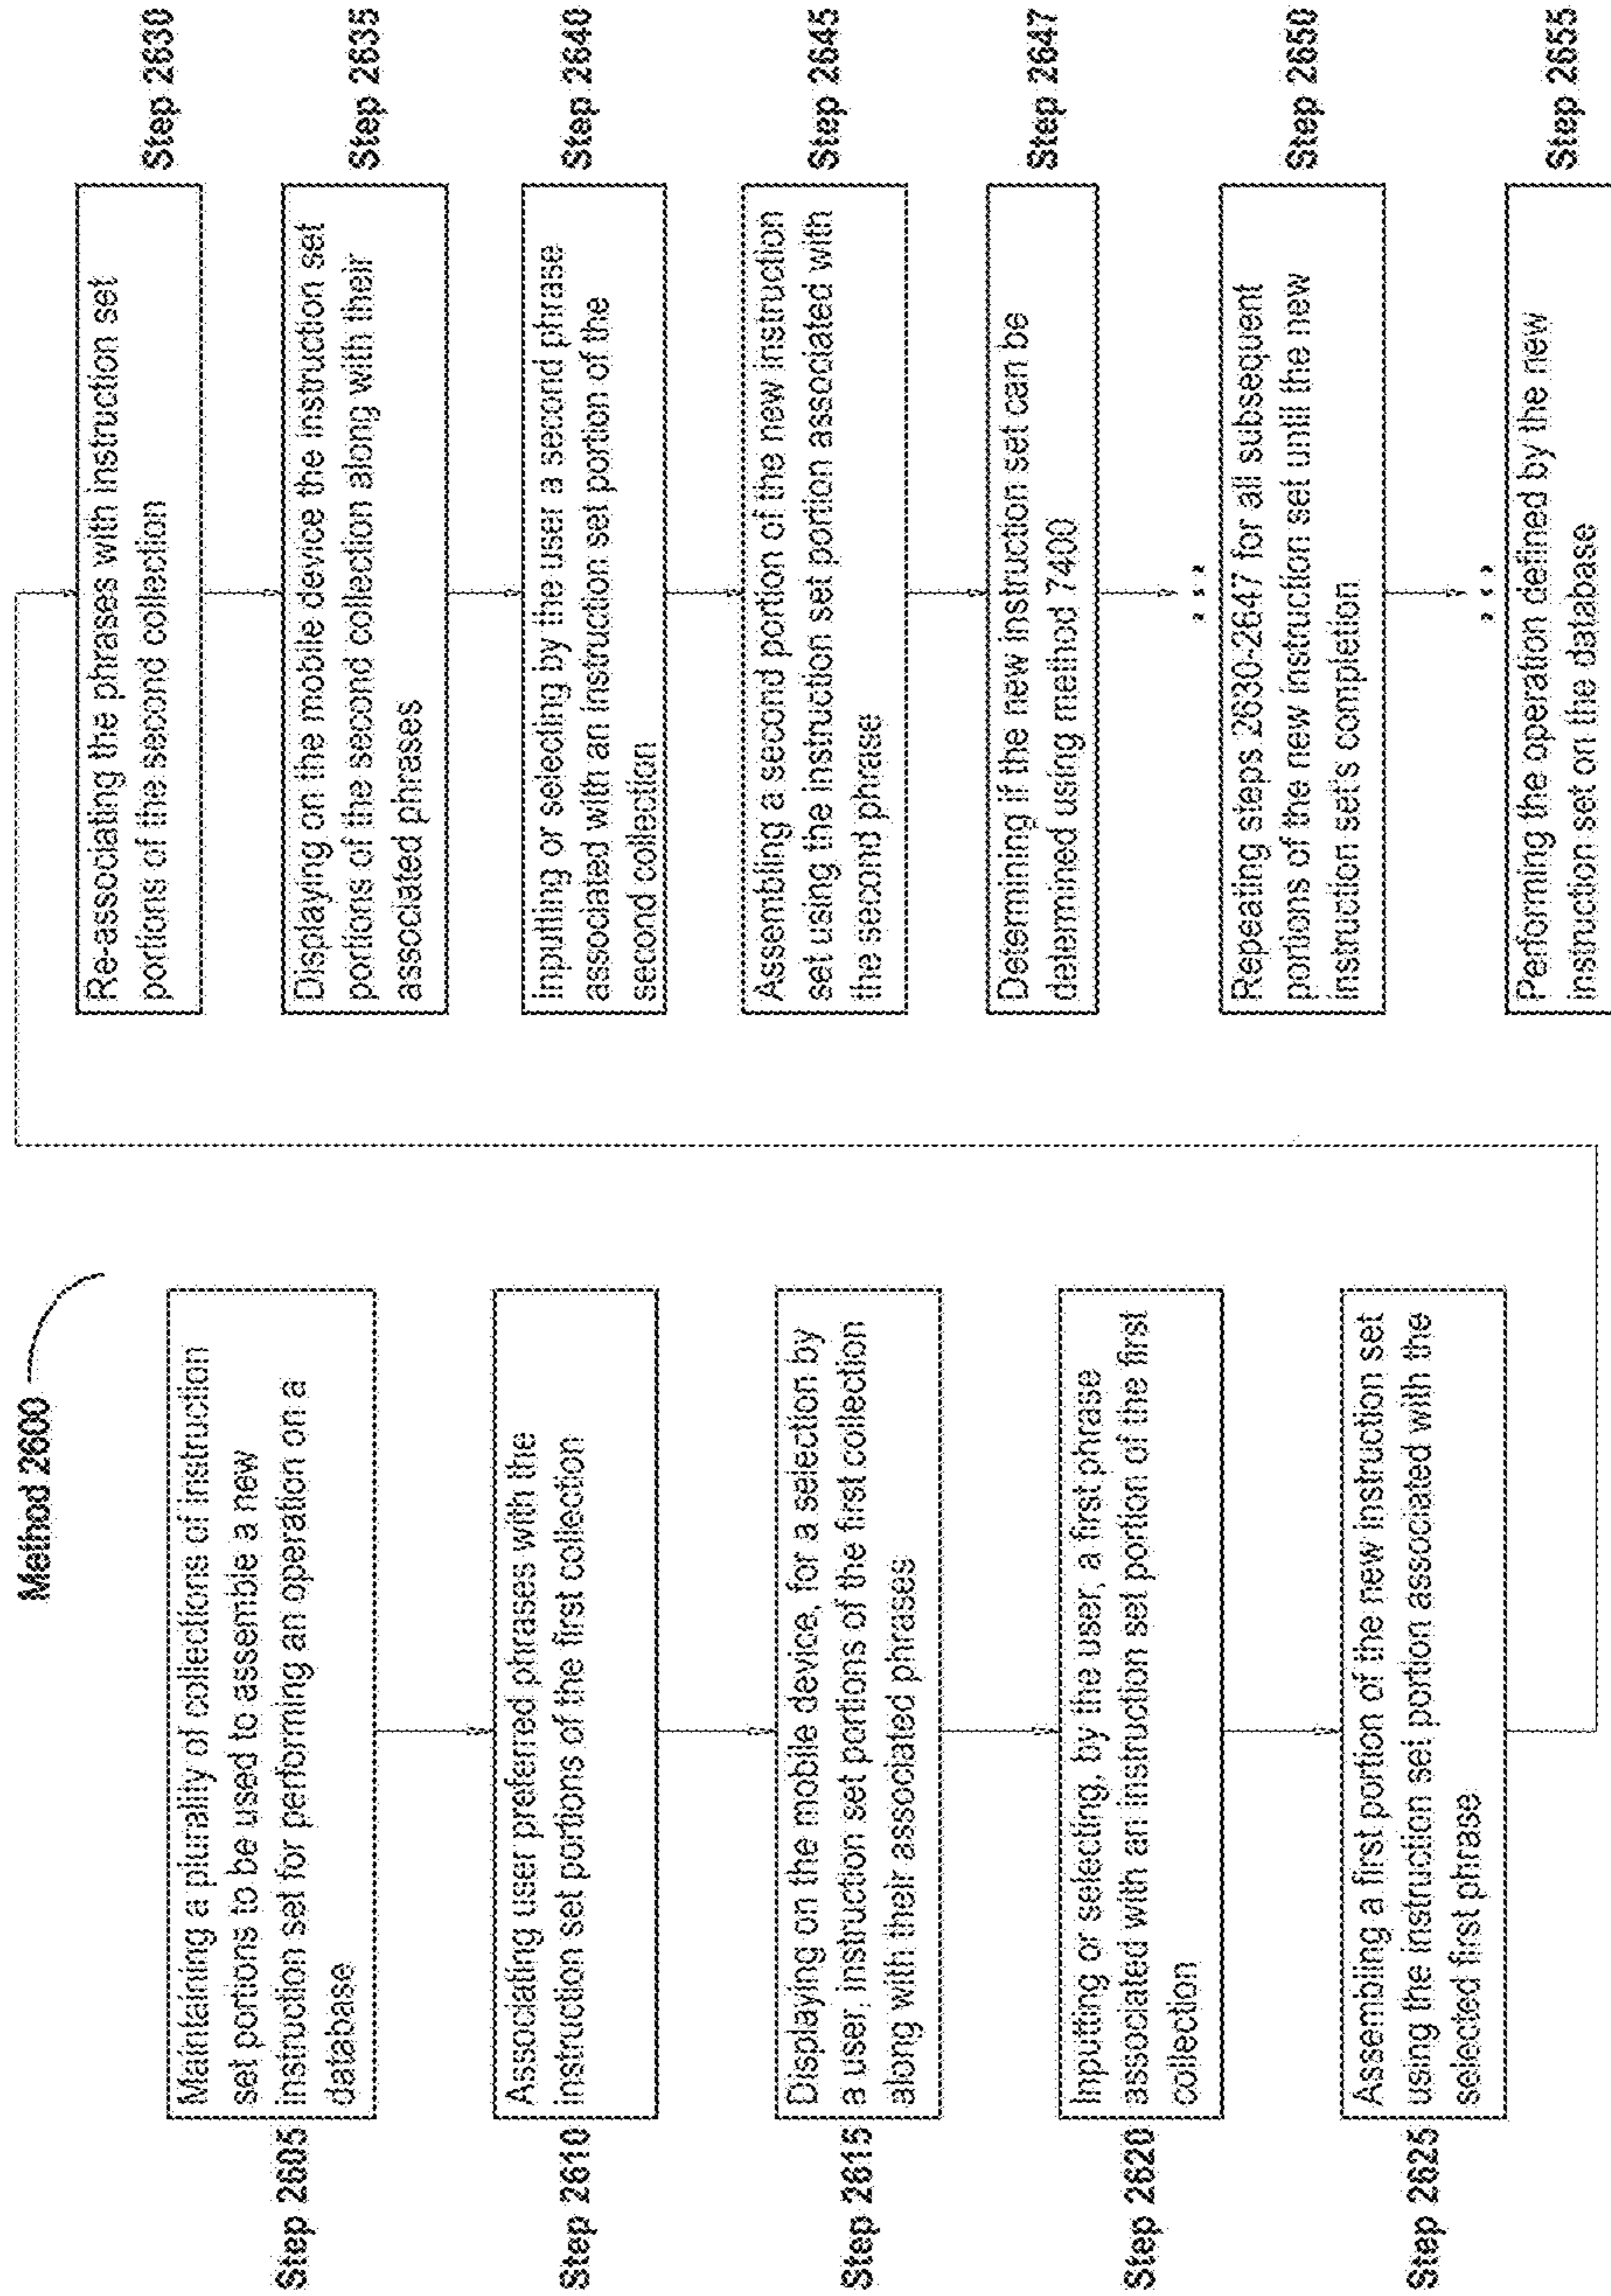 Method 2600
Step 2605
Maintaining a plurality of collections of instruction
set portions to be used to assemble a new
instruction set for performing an operation on a
database
Step 2610
Associating user preferred phrases with the
instruction set portions of the first collection
Step 2615
Displaying on the mobile device, for a selection by
a user, instruction set portions of the first collection
along with their associated phrases
Step 2620
Inputting or selecting, by the user, a first phrase
associated with an instruction set portion of the first
collection
Step 2625
Assembling a first portion of the new instruction set
using the instruction set portion associated with the
selected first phrase
Re-associating the phrases with instruction set
portions of the second collection
Step 2630
Displaying on the mobile device the instruction set
portions of the second collection along with their
associated phrases
Step 2635
Inputting or selecting by the user a second phrase
associated with an instruction set portion of the
second collection
Step 2640
Assembling a second portion of the new instruction
set using the instruction set portion associated with
the second phrase
Step 2645
Determining if the new instruction set can be
determined using method 7400
Step 2647
...
Repeating steps 2630-2647 for all subsequent
portions of the new instruction set until the new
instruction set's completion
Step 2650
...
Performing the operation defined by the new
instruction set on the database
Step 2655